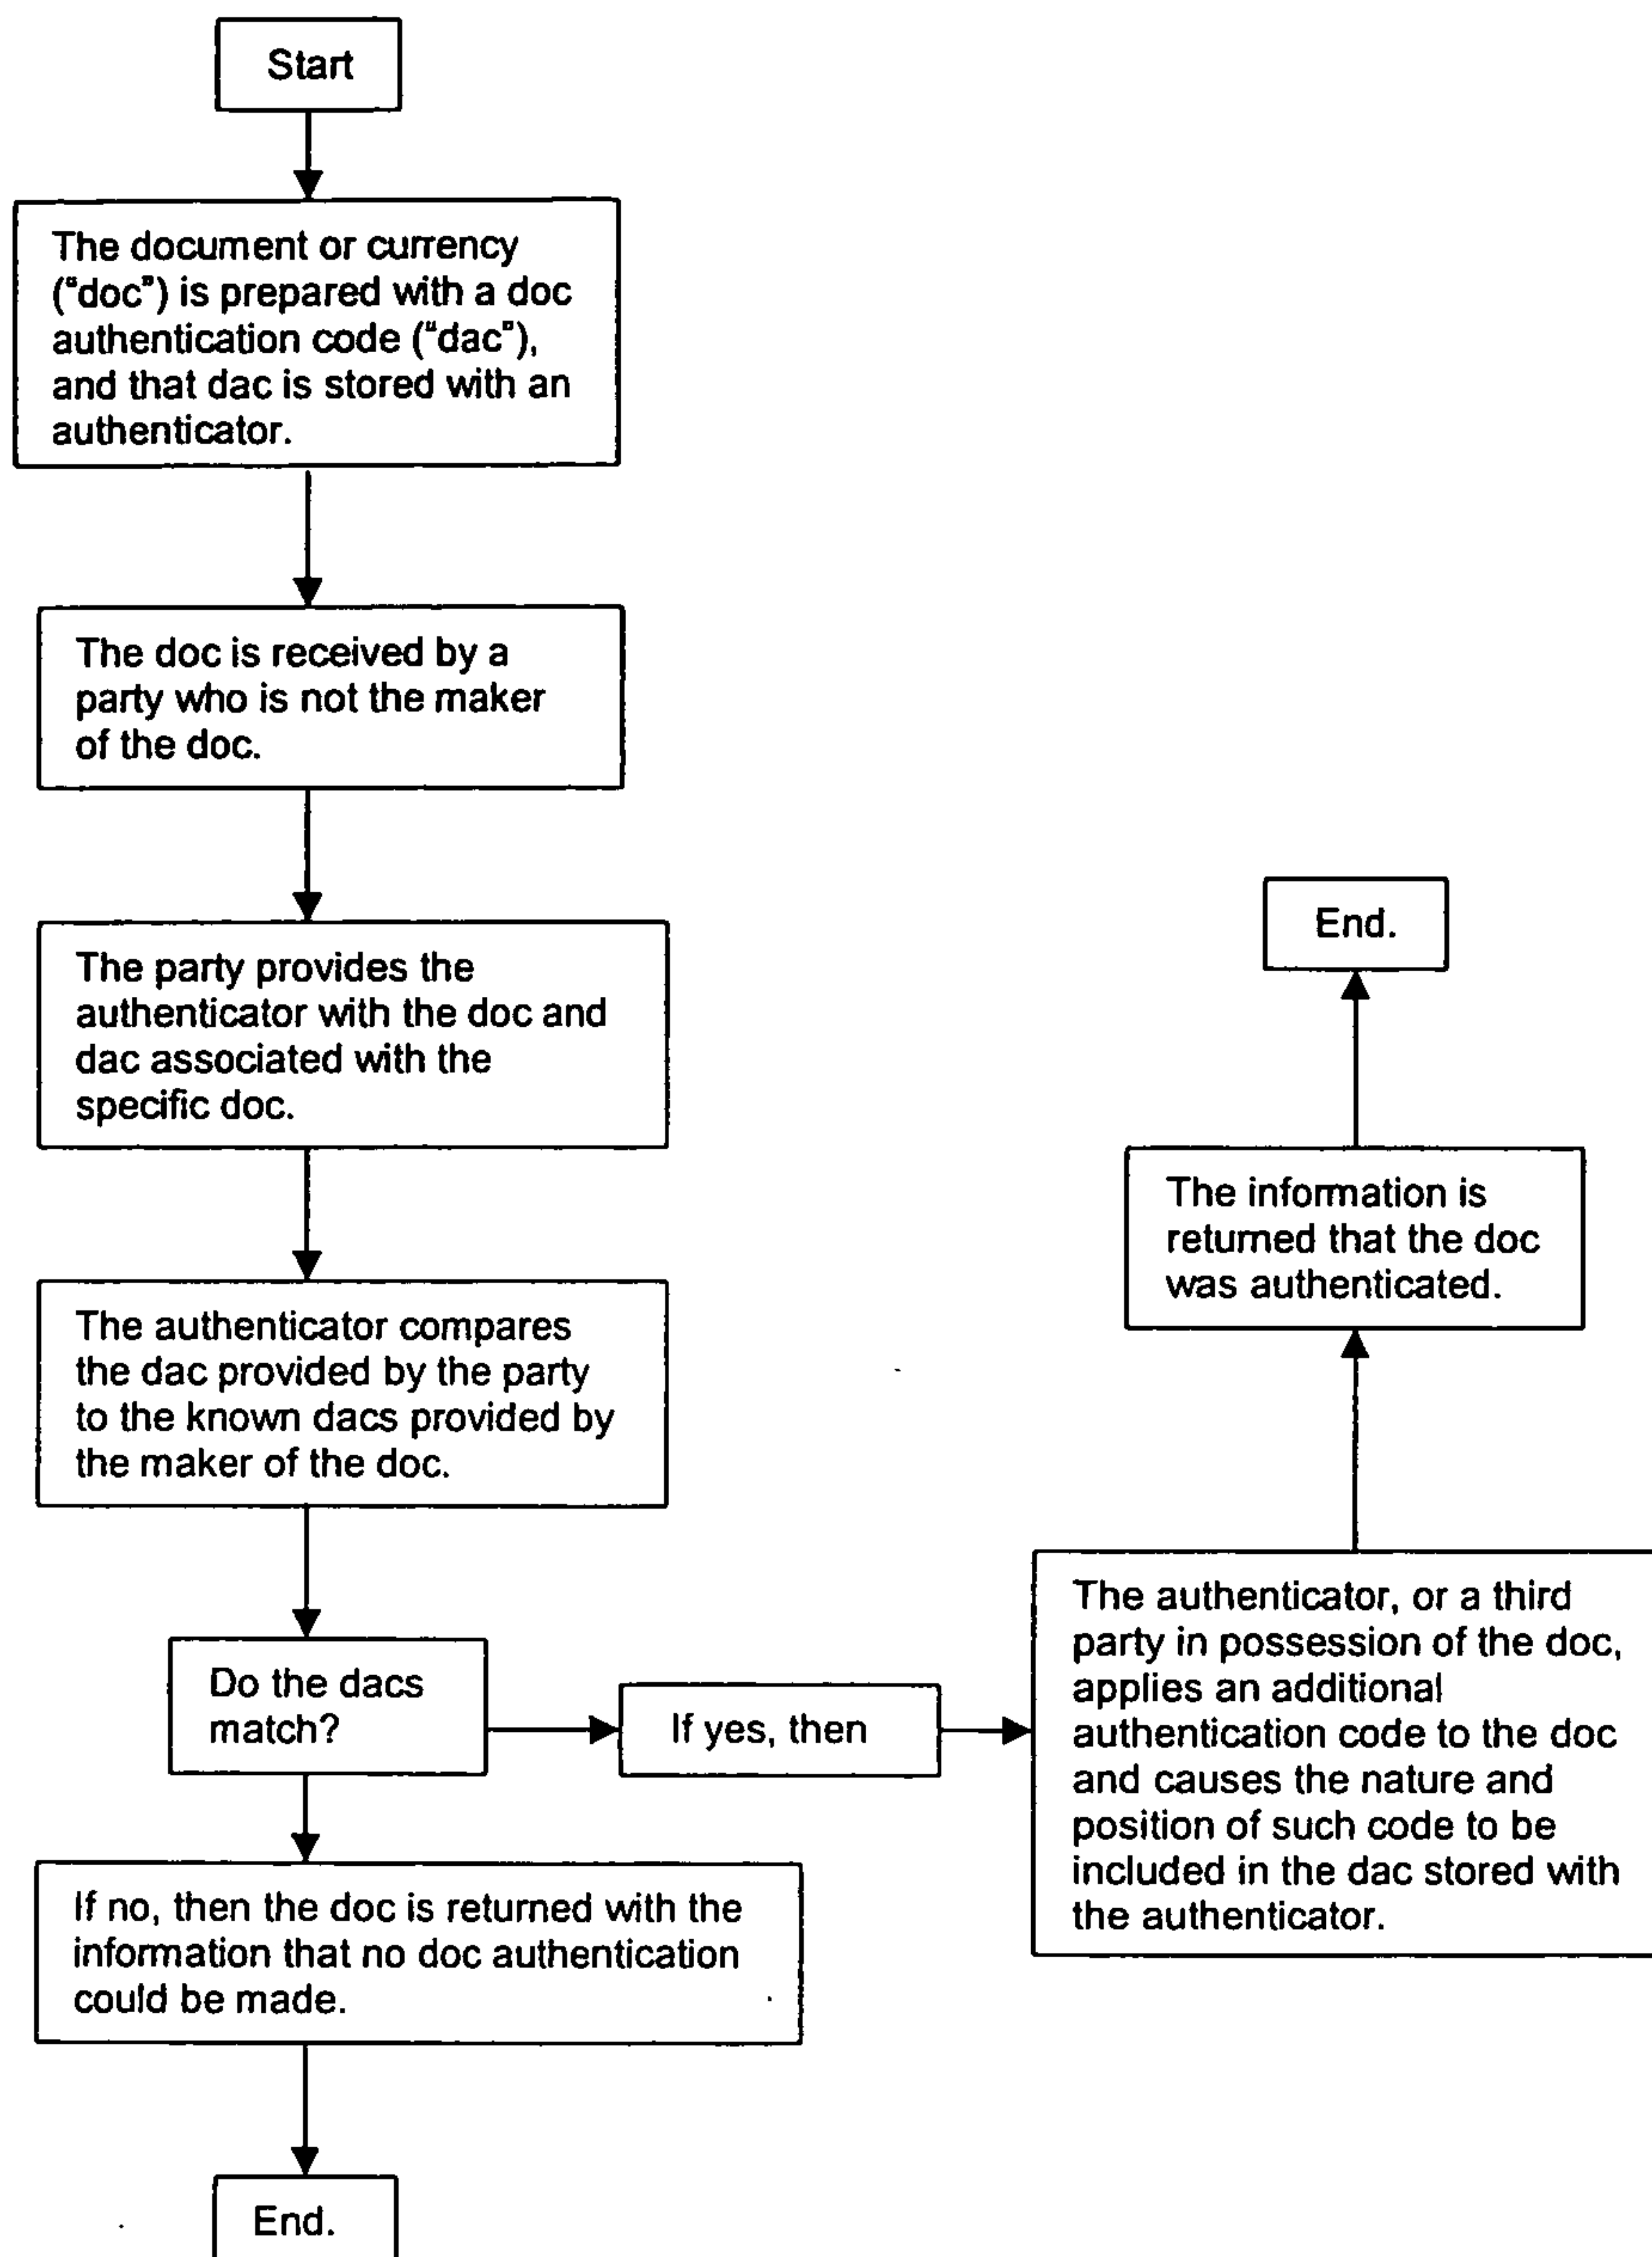 Start
The document or currency
("doc") is prepared with a doc
authentication code ("dac"),
and that dac is stored with an
authenticator.
The doc is received by a
party who is not the maker
of the doc.
The party provides the
authenticator with the doc and
dac associated with the
specific doc.
The authenticator compares
the dac provided by the party
to the known dacs provided by
the maker of the doc.
Do the dacs
match?
If no, then the doc is returned with the
information that no doc authentication
could be made.
End.
If yes, then
The authenticator, or a third
party in possession of the doc,
applies an additional
authentication code to the doc
and causes the nature and
position of such code to be
included in the dac stored with
the authenticator.
The information is
returned that the doc
was authenticated.
End.